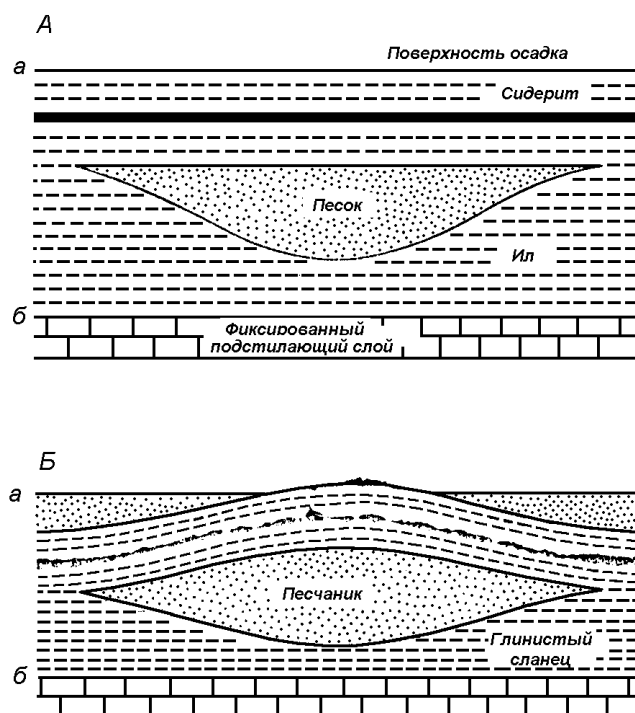 А
Поверхность осадка
а
Сидерит
Песок
Ил
б
Фиксированный
подстилающий слой
Б
а
Песчаник
Глинистый
сланец
б